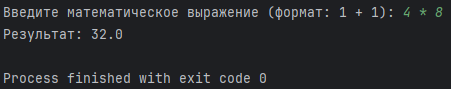 Введите математическое выражение (формат: 1 + 1): 4 * 8
Результат: 32.0
Process finished with exit code 0